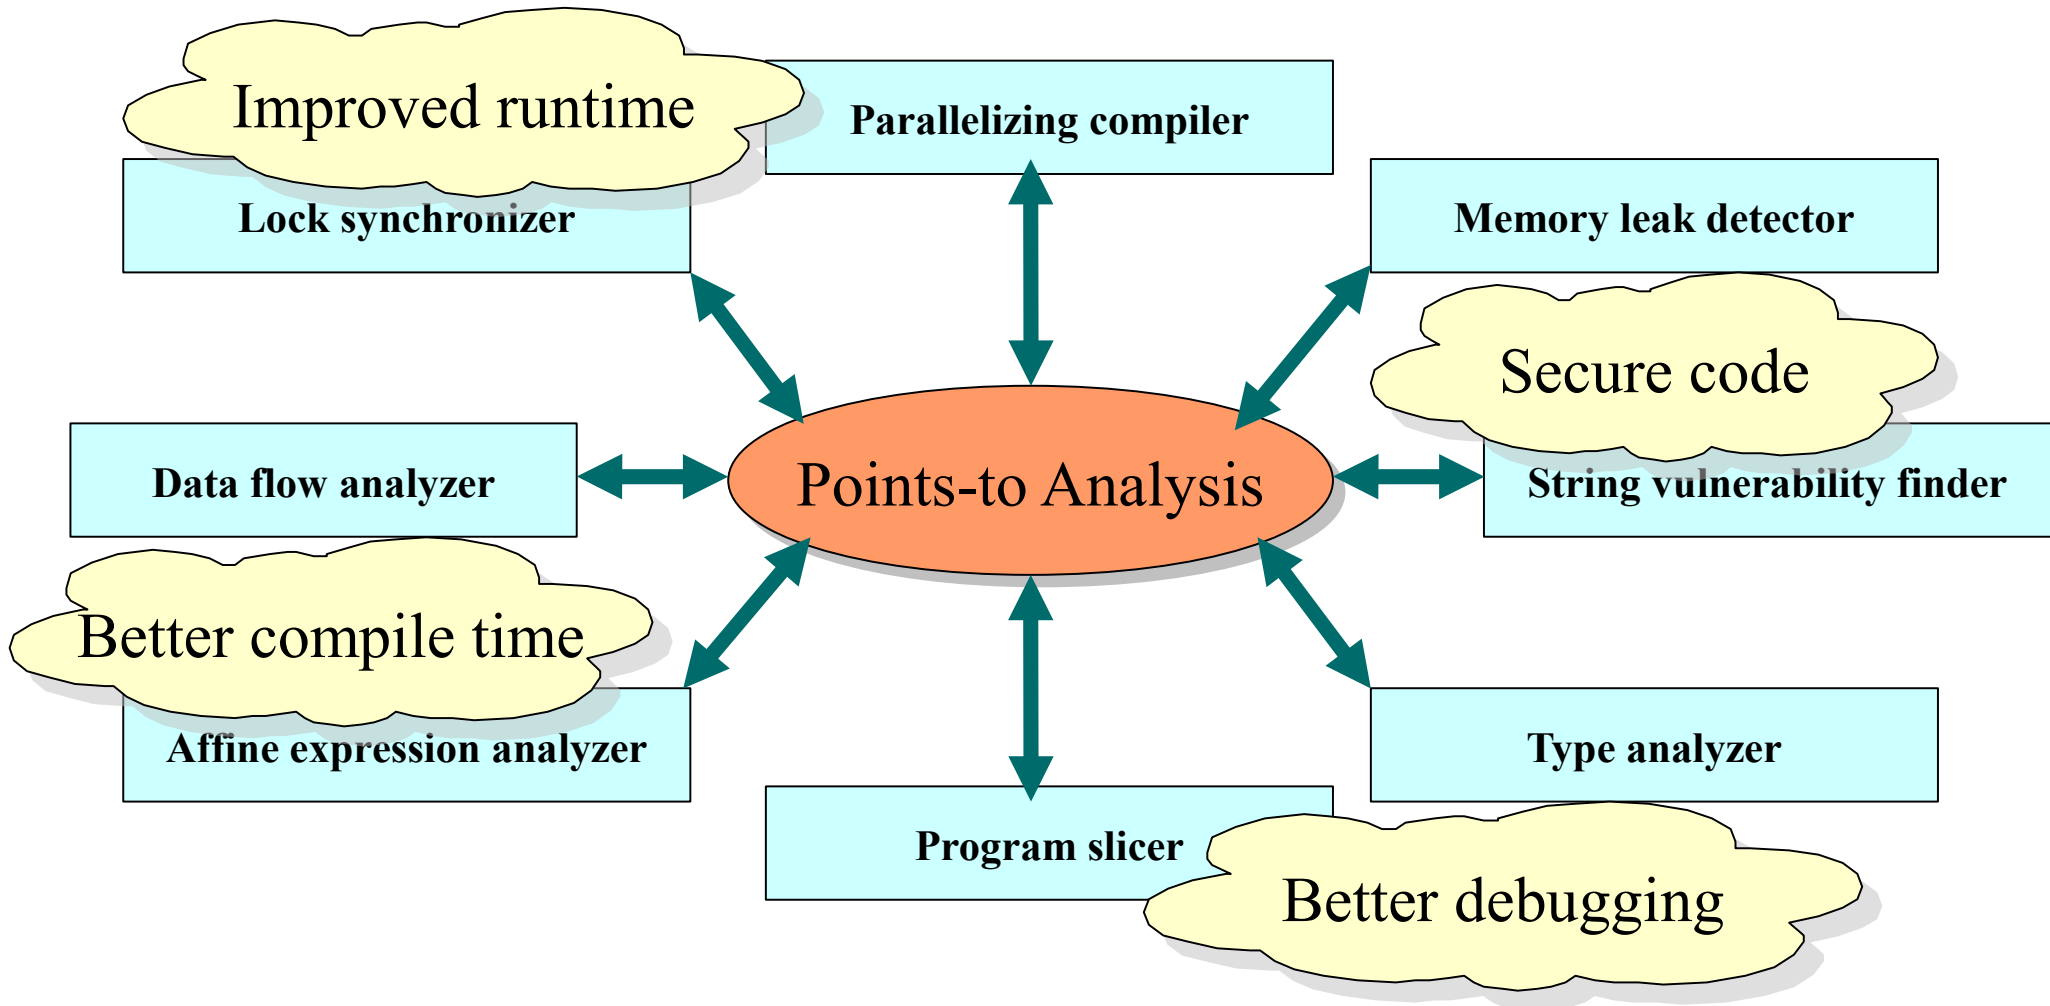 Improved runtime
Parallelizing compiler
Lock synchronizer
Memory leak detector
Secure code
Data flow analyzer
Points-to Analysis
String vulnerability finder
Better compile time
Affine expression analyzer
Type analyzer
Program slicer
Better debugging